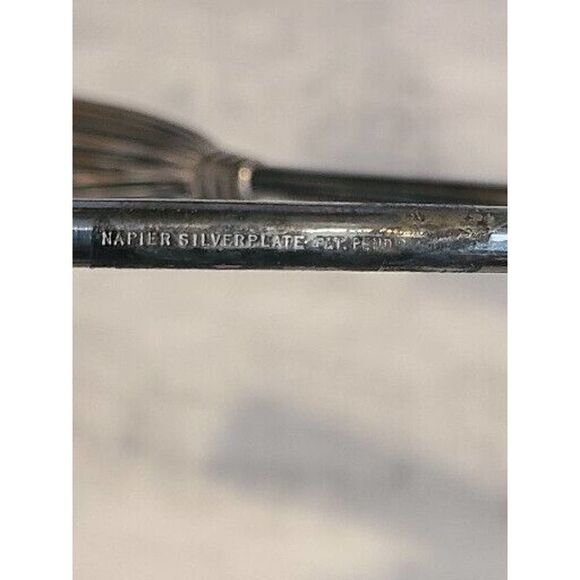 NAPIER SILVERPLATE PAT. PEND